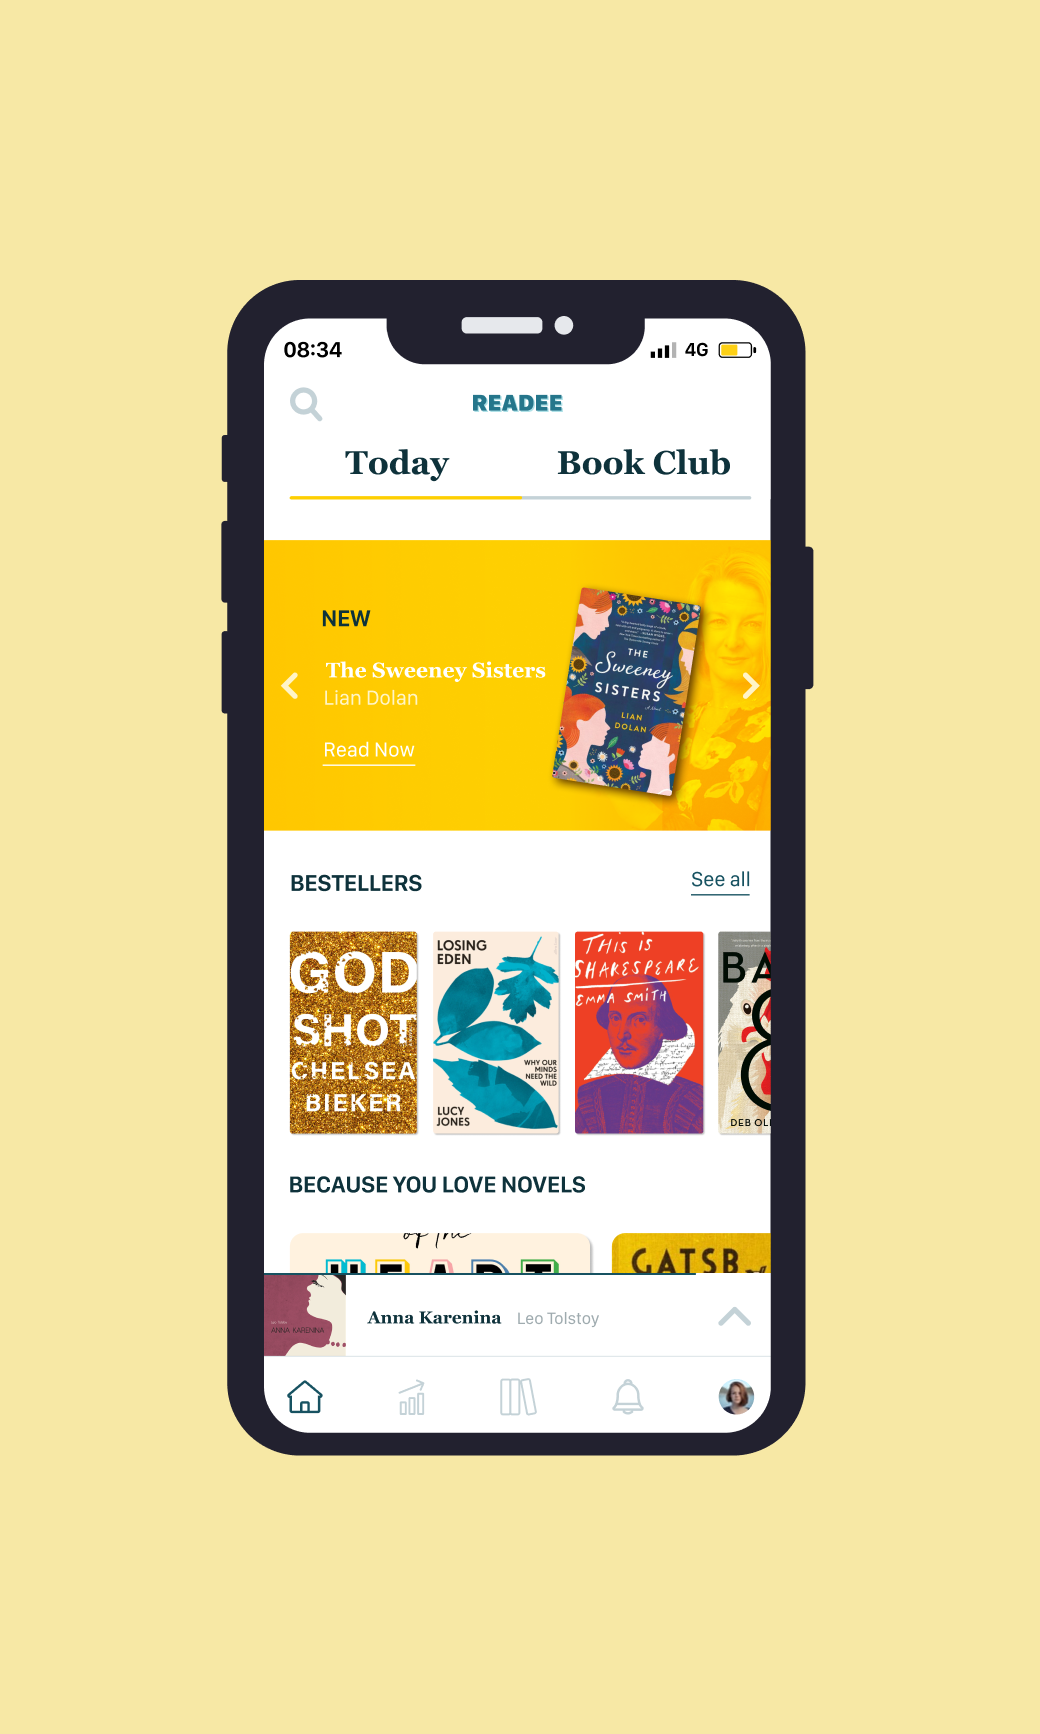 08:34
4G
READEE
Today
Book Club
NEW
The Sweeney Sisters
Lian Dolan
Read Now
THE
Sweeney
SISTERS
A Novel
LIAN
DOLAN
BESTELLERS
See all
GOD
SHOT
CHELSEA
BIEKER
LOSING
EDEN
WHY OUR
MINDS
NEED THE
WILD
LUCY
JONES
THIS IS
SHAKESPEARE
EMMA SMITH
BA
8
DEB OL
BECAUSE YOU LOVE NOVELS
of the
HEART
GATSB
ANNA KARENINA
Anna Karenina
Leo Tolstoy